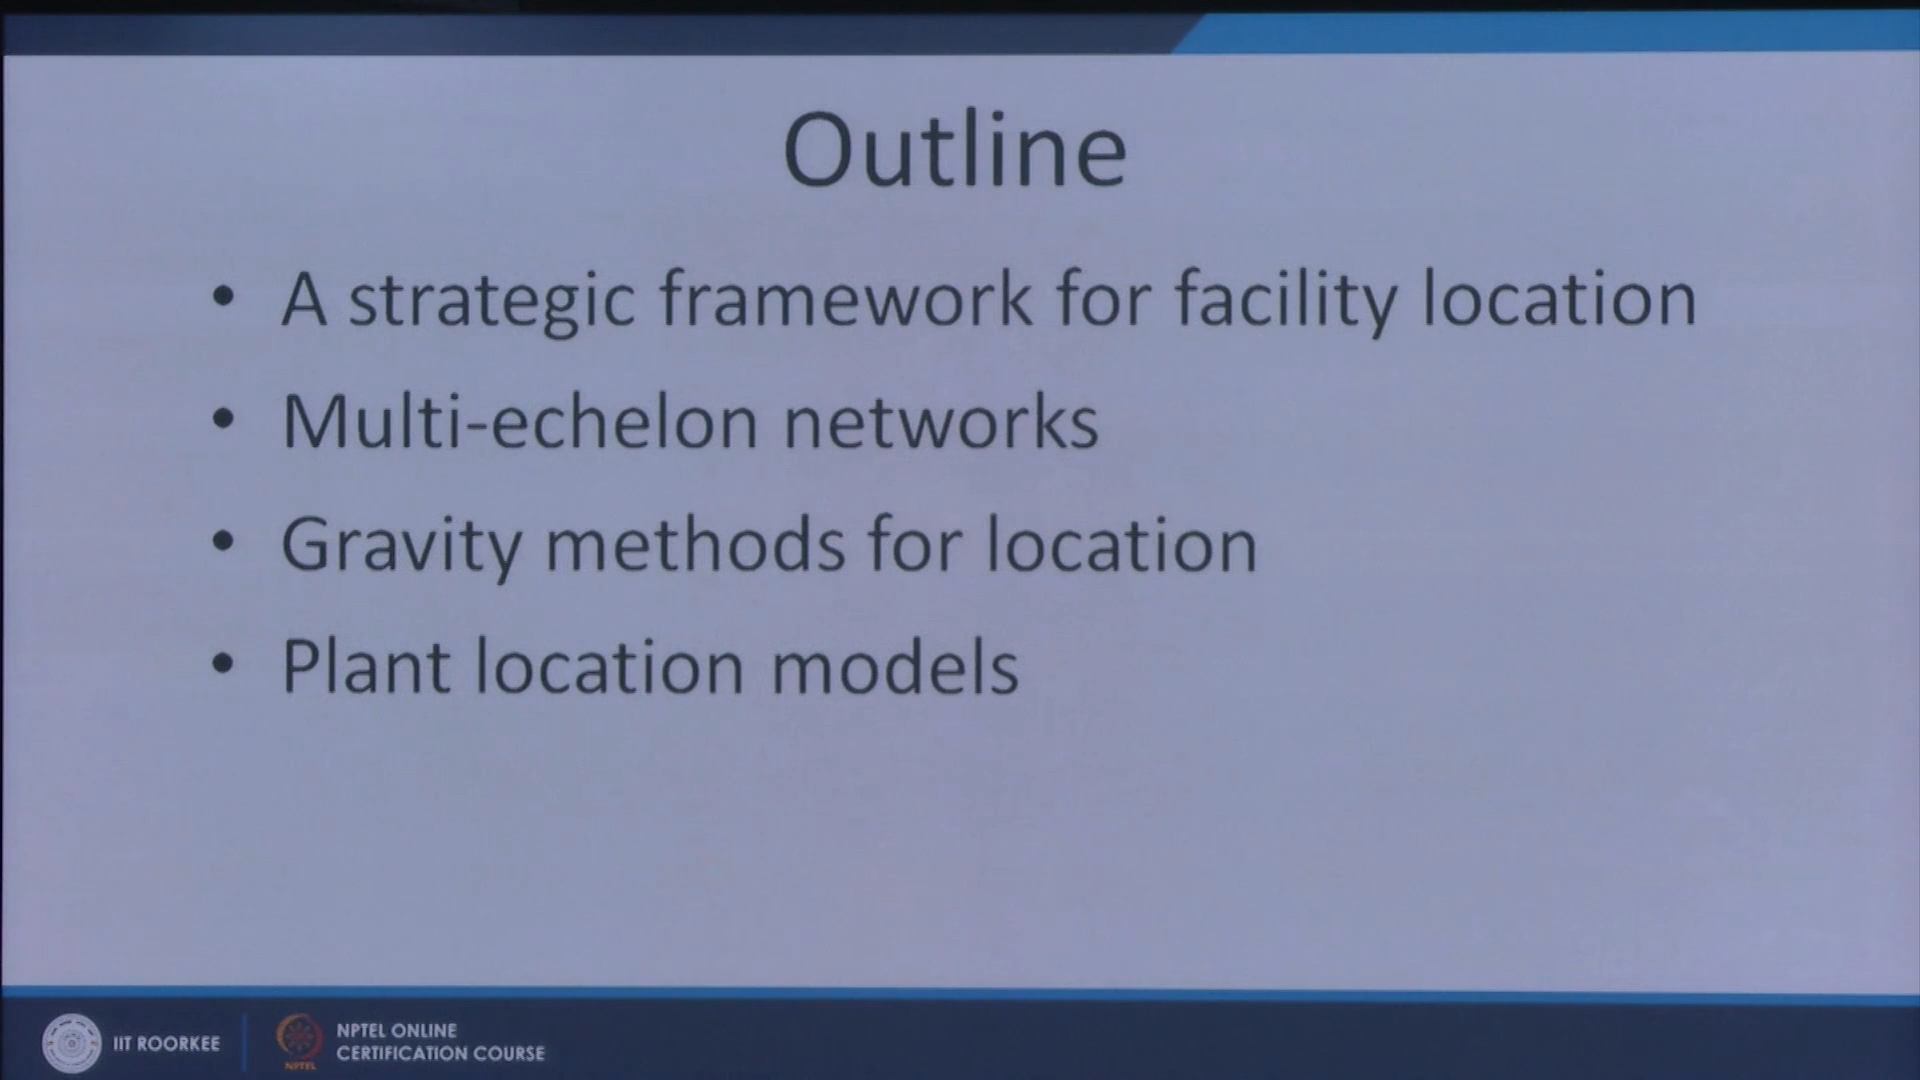 Outline
• A strategic framework for facility location
• Multi-echelon networks
• Gravity methods for location
• Plant location models
IIT ROORKEE
NPTEL ONLINE
CERTIFICATION COURSE
NPTEL